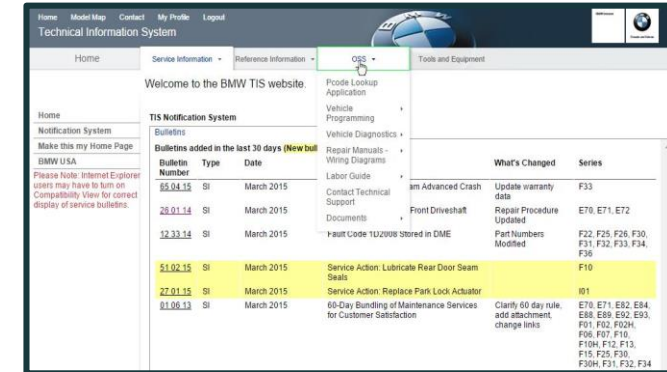 Home Model Map Contact My Profile Logout
Technical Information System
Home Service Information Reference Information OSS Tools and Equipment
Welcome to the BMW TIS website.
Pcode Lookup
Application
Vehicle
Programming
Vehicle Diagnostics
Repair Manuals -
Wiring Diagrams
Labor Guide
Contact Technical
Support
Documents
Home
Notification System
Make this my Home Page
BMW USA
Please Note: Internet Explorer
users may have to turn on
Compatibility View for correct
display of service bulletins.
TIS Notification System
Bulletins
Bulletins added in the last 30 days (New bul
Bulletin Number Type Date What's Changed Series
65 04 15 SI March 2015 am Advanced Crash Update warranty data F33
26 01 14 SI March 2015 Front Driveshaft Repair Procedure Updated E70, E71, E72
12 33 14 SI March 2015 Fault Code 1D2008 Stored in DME Part Numbers Modified F22, F25, F26, F30,
F31, F32, F33, F34,
F36
51 02 15 SI March 2015 Service Action: Lubricate Rear Door Seam Seals F10
27 01 15 SI March 2015 Service Action: Replace Park Lock Actuator I01
01 06 13 SI March 2015 60-Day Bundling of Maintenance Services for Customer Satisfaction Clarify 60 day rule, add attachment, change links E70, E71, E82, E84,
E88, E89, E92, E93,
F01, F02, F02H,
F06, F07, F10,
F10H, F12, F13,
F15, F25, F30,
F30H, F31, F32, F34